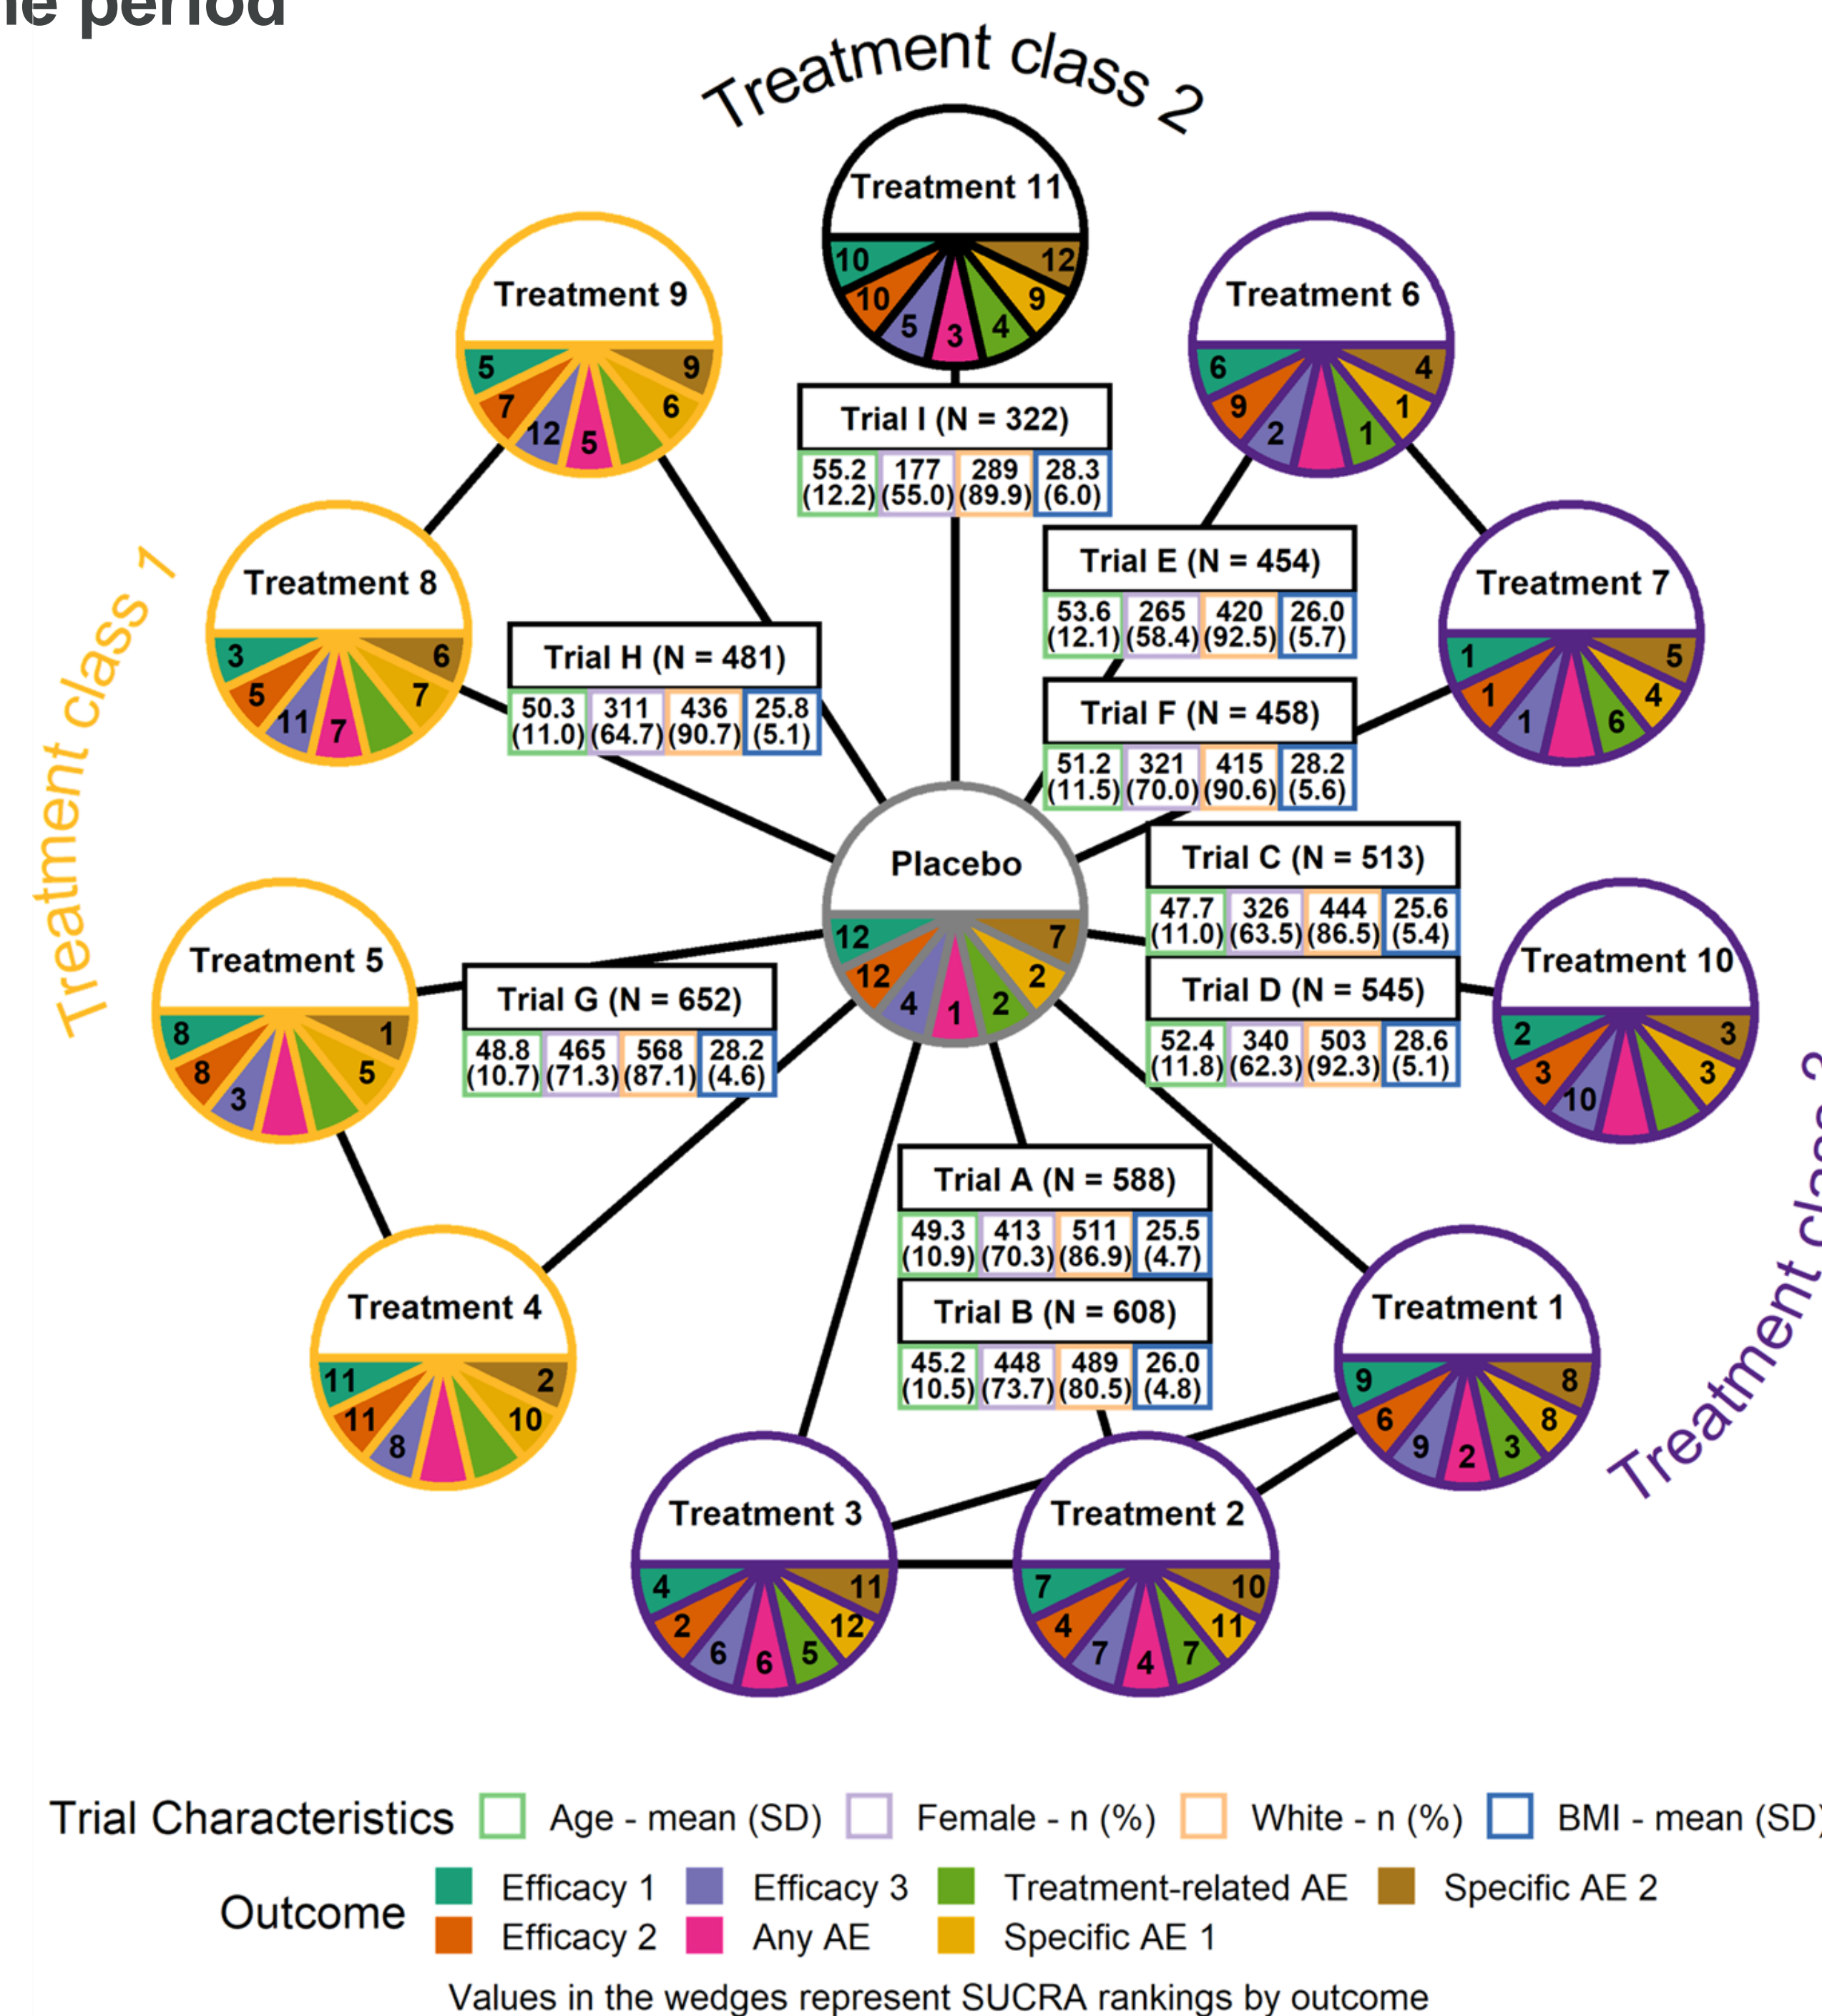 period
Treatment class 2
Treatment 11
10 10 5 3 4 9 12
Treatment 9
5 7 12 5 6 9
Treatment 6
6 9 2 1 1 4
Trial I (N = 322)
55.2 177 289 28.3
(12.2) (55.0) (89.9) (6.0)
Treatment class 1
Treatment 8
3 5 11 7 7 6
Trial E (N = 454)
53.6 265 420 26.0
(12.1) (58.4) (92.5) (5.7)
Treatment 7
1 1 1 6 4 5
Trial H (N = 481)
50.3 311 436 25.8
(11.0) (64.7) (90.7) (5.1)
Trial F (N = 458)
51.2 321 415 28.2
(11.5) (70.0) (90.6) (5.6)
Placebo
12 12 4 1 2 2 7
Trial C (N = 513)
47.7 326 444 25.6
(11.0) (63.5) (86.5) (5.4)
Trial D (N = 545)
52.4 340 503 28.6
(11.8) (62.3) (92.3) (5.1)
Treatment 5
8 8 3 5 1
Trial G (N = 652)
48.8 465 568 28.2
(10.7) (71.3) (87.1) (4.6)
Treatment 10
2 3 10 3 3
Treatment class
Trial A (N = 588)
49.3 413 511 25.5
(10.9) (70.3) (86.9) (4.7)
Trial B (N = 608)
45.2 448 489 26.0
(10.5) (73.7) (80.5) (4.8)
Treatment 4
11 11 8 10 2
Treatment 1
9 6 9 2 3 8 8
Treatment 3
4 2 6 6 5 12 11
Treatment 2
7 4 7 4 7 11 10
Trial Characteristics Age - mean (SD) Female - n (%) White - n (%) BMI - mean (SD)
Outcome
Efficacy 1 Efficacy 3 Treatment-related AE Specific AE 2
Efficacy 2 Any AE Specific AE 1
Values in the wedges represent SUCRA rankings by outcome